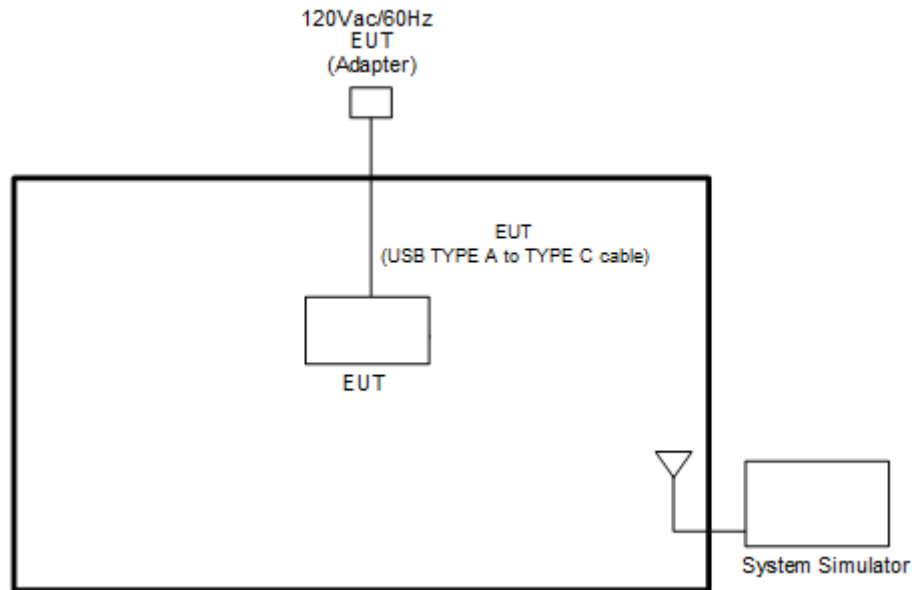 120Vac/60Hz
EUT
(Adapter)
EUT
(USB TYPE A to TYPE C cable)
EUT
System Simulator